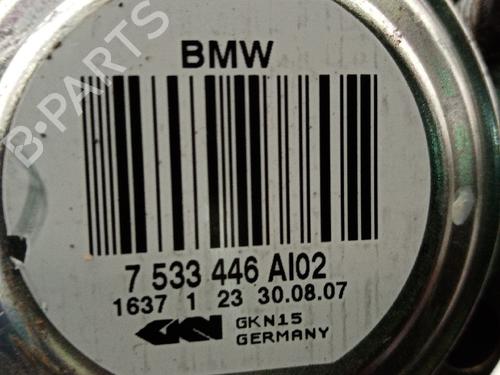 BMW
7 533 446 AI02
1637 1 23 30.08.07
GKN GKN15
GERMANY
B-PARTS